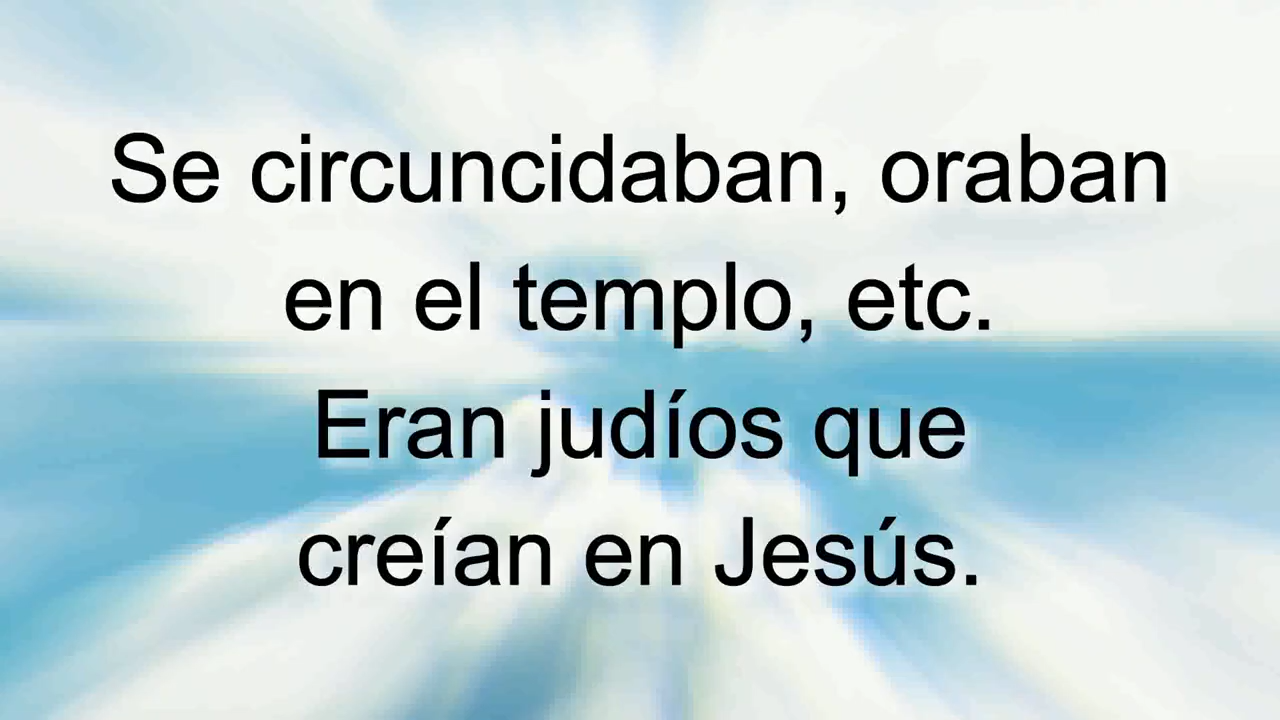 Se circuncidaban, oraban
en el templo, etc.
Eran judíos que
creían en Jesús.